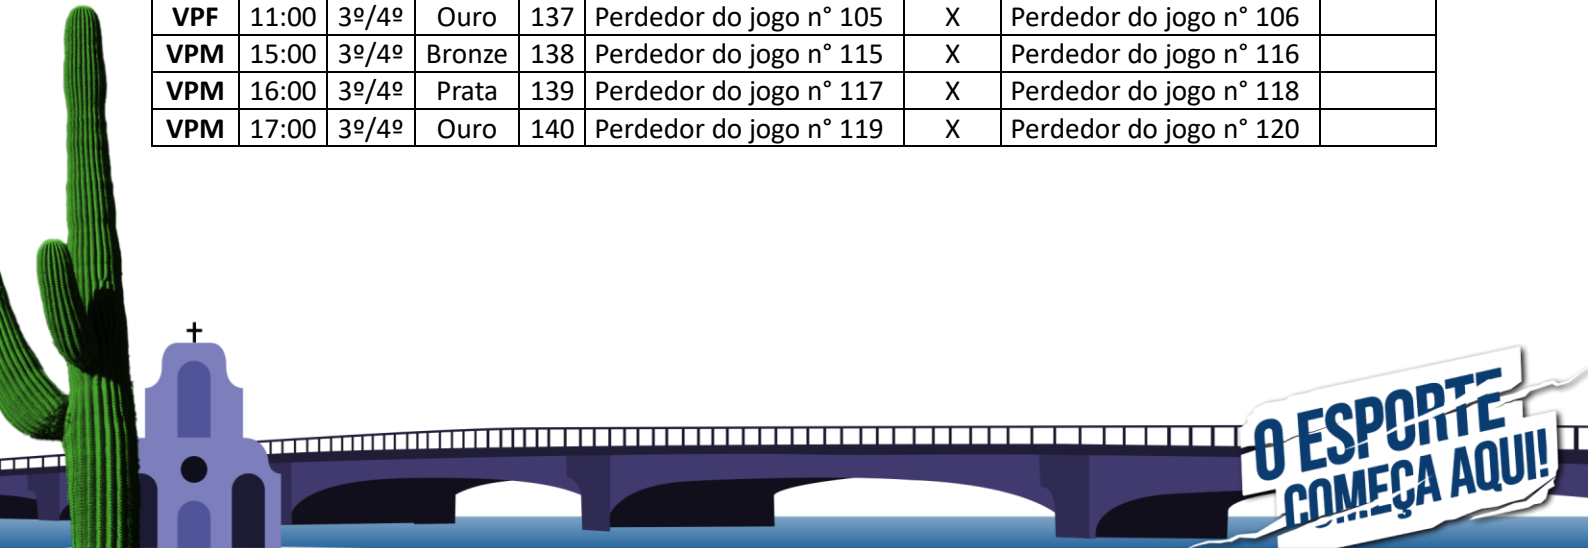 VPF 11:00 3º/4º Ouro 137 Perdedor do jogo n° 105 X Perdedor do jogo n° 106
VPM 15:00 3º/4º Bronze 138 Perdedor do jogo n° 115 X Perdedor do jogo n° 116
VPM 16:00 3º/4º Prata 139 Perdedor do jogo n° 117 X Perdedor do jogo n° 118
VPM 17:00 3º/4º Ouro 140 Perdedor do jogo n° 119 X Perdedor do jogo n° 120
O ESPORTE
COMEÇA AQUI!